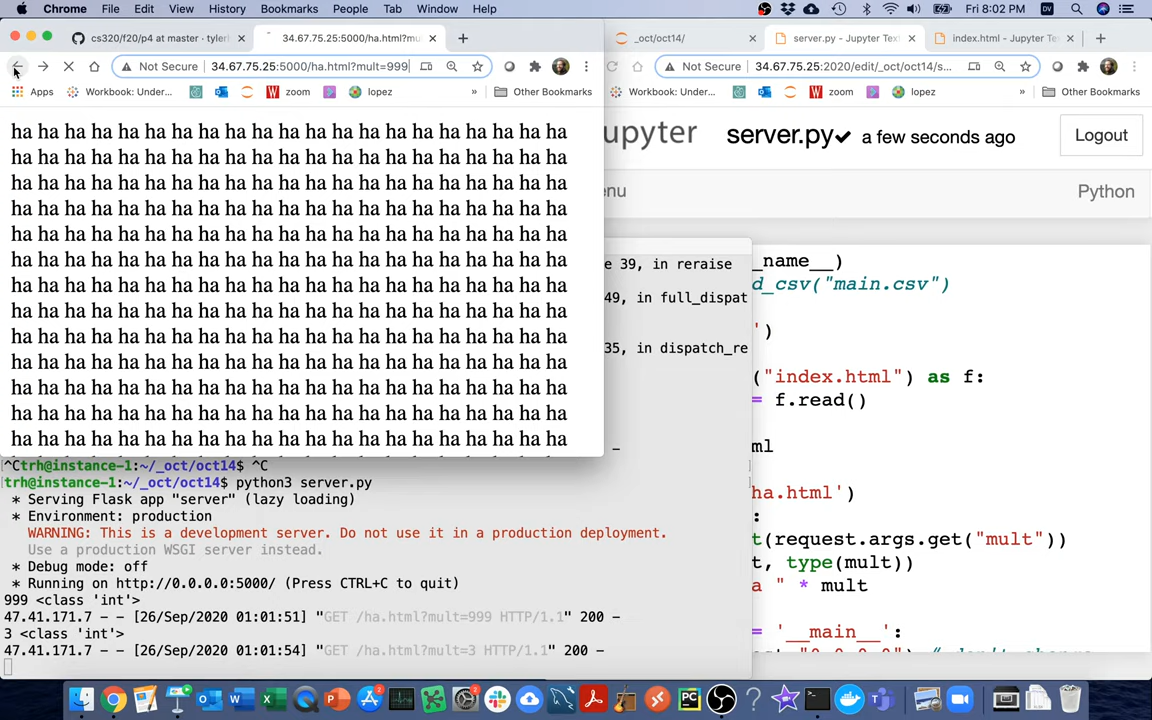 Chrome File Edit View History Bookmarks People Tab Window Help Fri 8:02 PM DV
cs320/f20/p4 at master · tyler
34.67.75.25:5000/ha.html?mu
Not Secure 34.67.75.25:5000/ha.html?mult=999
Apps Workbook: Under... zoom lopez » Other Bookmarks
ha ha ha ha ha ha ha ha ha ha ha ha ha ha ha ha ha ha ha ha ha
ha ha ha ha ha ha ha ha ha ha ha ha ha ha ha ha ha ha ha ha ha
ha ha ha ha ha ha ha ha ha ha ha ha ha ha ha ha ha ha ha ha ha
ha ha ha ha ha ha ha ha ha ha ha ha ha ha ha ha ha ha ha ha ha
ha ha ha ha ha ha ha ha ha ha ha ha ha ha ha ha ha ha ha ha ha
ha ha ha ha ha ha ha ha ha ha ha ha ha ha ha ha ha ha ha ha ha
ha ha ha ha ha ha ha ha ha ha ha ha ha ha ha ha ha ha ha ha ha
ha ha ha ha ha ha ha ha ha ha ha ha ha ha ha ha ha ha ha ha ha
ha ha ha ha ha ha ha ha ha ha ha ha ha ha ha ha ha ha ha ha ha
ha ha ha ha ha ha ha ha ha ha ha ha ha ha ha ha ha ha ha ha ha
ha ha ha ha ha ha ha ha ha ha ha ha ha ha ha ha ha ha ha ha ha
ha ha ha ha ha ha ha ha ha ha ha ha ha ha ha ha ha ha ha ha ha
ha ha ha ha ha ha ha ha ha ha ha ha ha ha ha ha ha ha ha ha ha
_oct/oct14/
server.py - Jupyter Text
index.html - Jupyter Te
Not Secure 34.67.75.25:2020/edit/_oct/oct14/s...
Workbook: Under... zoom lopez » Other Bookmarks
upyter server.py✔ a few seconds ago Logout
nu Python
_name__)
d_csv("main.csv")
')
("index.html") as f:
= f.read()
ml
ha.html')
:
t(request.args.get("mult"))
t, type(mult))
a " * mult
= '__main__':
e 39, in reraise
49, in full_dispat
35, in dispatch_re
–
^Ctrh@instance-1:~/_oct/oct14$ ^C
trh@instance-1:~/_oct/oct14$ python3 server.py
* Serving Flask app "server" (lazy loading)
* Environment: production
WARNING: This is a development server. Do not use it in a production deployment.
Use a production WSGI server instead.
* Debug mode: off
* Running on http://0.0.0.0:5000/ (Press CTRL+C to quit)
999 <class 'int'>
47.41.171.7 - - [26/Sep/2020 01:01:51] "GET /ha.html?mult=999 HTTP/1.1" 200 –
3 <class 'int'>
47.41.171.7 - - [26/Sep/2020 01:01:54] "GET /ha.html?mult=3 HTTP/1.1" 200 –